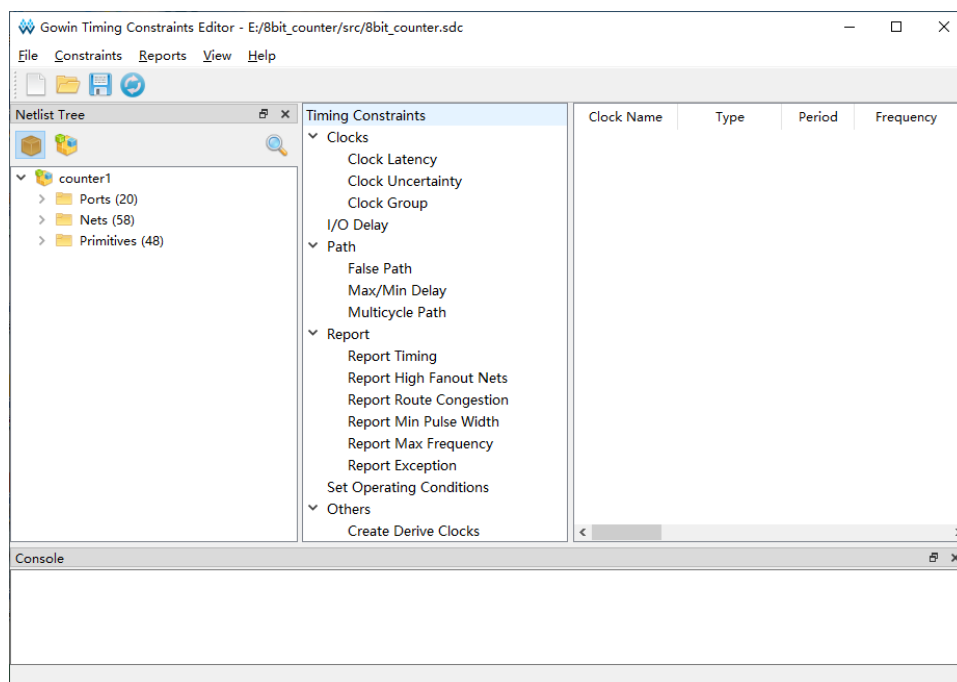 Gowin Timing Constraints Editor - E:/8bit_counter/src/8bit_counter.sdc
File Constraints Reports View Help
Netlist Tree
counter1
Ports (20)
Nets (58)
Primitives (48)
Timing Constraints
Clocks
Clock Latency
Clock Uncertainty
Clock Group
I/O Delay
Path
False Path
Max/Min Delay
Multicycle Path
Report
Report Timing
Report High Fanout Nets
Report Route Congestion
Report Min Pulse Width
Report Max Frequency
Report Exception
Set Operating Conditions
Others
Create Derive Clocks
Clock Name Type Period Frequency
Console